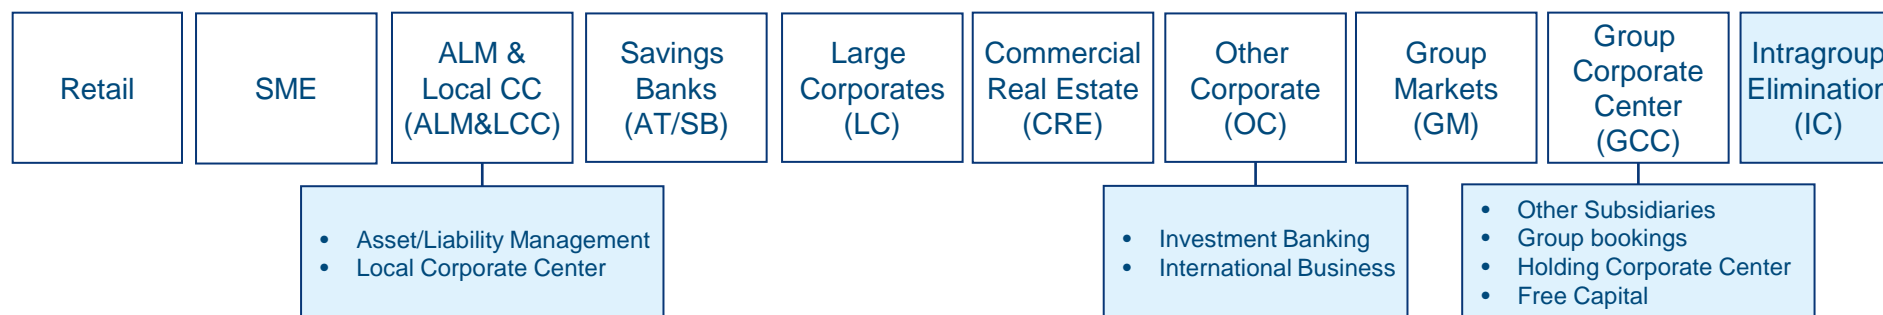 Retail
SME
ALM &
Local CC
(ALM&LCC)
Savings
Banks
(AT/SB)
Large
Corporates
(LC)
Commercial
Real Estate
(CRE)
Other
Corporate
(OC)
Group
Markets
(GM)
Group
Corporate
Center
(GCC)
Intragroup
Elimination
(IC)
• Asset/Liability Management
• Local Corporate Center
• Investment Banking
• International Business
• Other Subsidiaries
• Group bookings
• Holding Corporate Center
• Free Capital